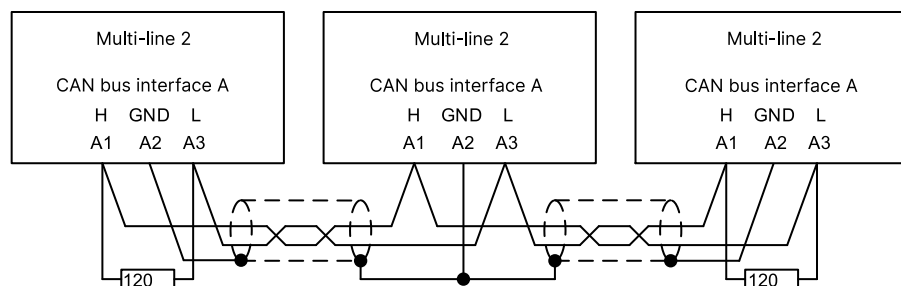 Multi-line 2 Multi-line 2 Multi-line 2
CAN bus interface A CAN bus interface A CAN bus interface A
H GND L H GND L H GND L
A1 A2 A3 A1 A2 A3 A1 A2 A3
120 120